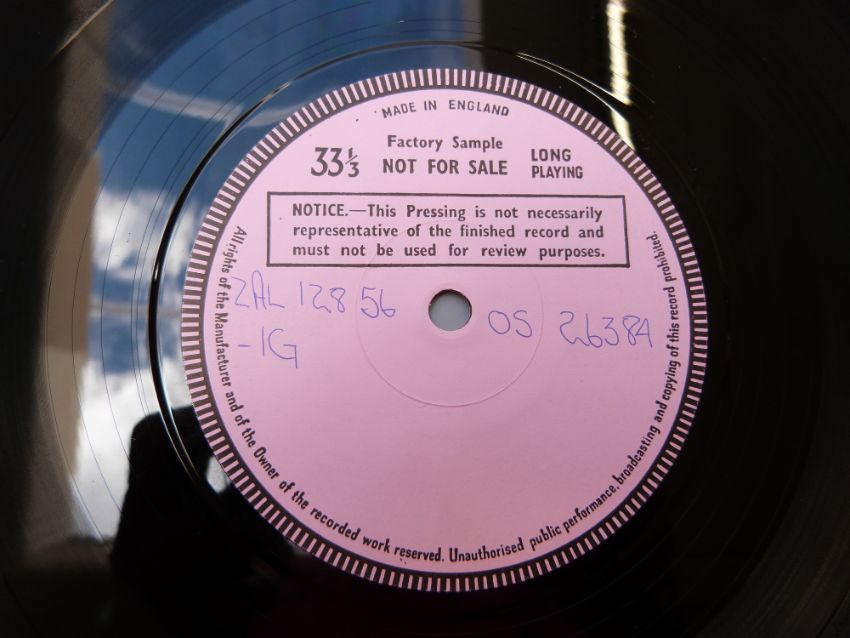 MADE IN ENGLAND
33⅓ Factory Sample NOT FOR SALE LONG PLAYING
NOTICE.—This Pressing is not necessarily
representative of the finished record and
must not be used for review purposes.
ZAL 12856
-1G
OS 26384
All rights of the Manufacturer and of the Owner of the recorded work reserved. Unauthorised public performance, broadcasting and copying of this record prohibited.